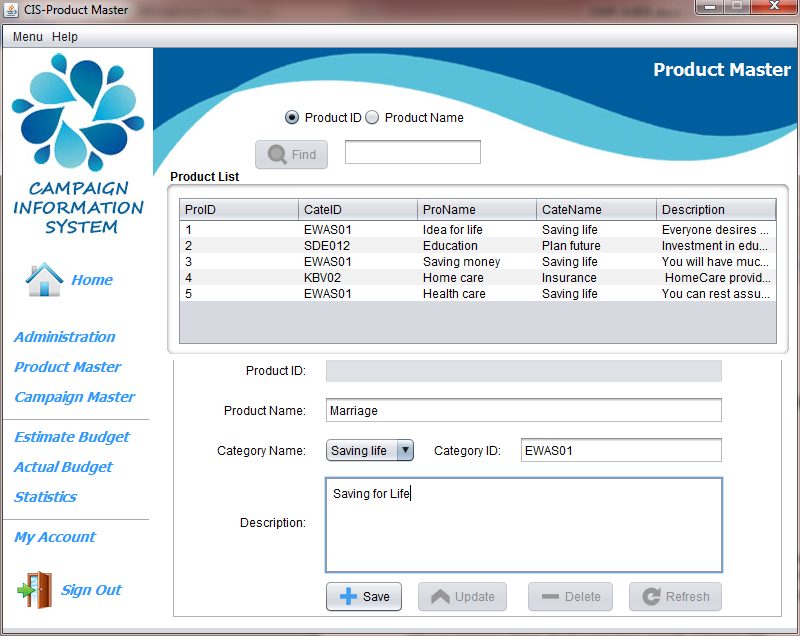 CIS-Product Master
Menu Help
Product Master
Product ID Product Name
Find
Product List
ProID CateID ProName CateName Description
1 EWAS01 Idea for life Saving life Everyone desires ...
2 SDE012 Education Plan future Investment in edu...
3 EWAS01 Saving money Saving life You will have muc...
4 KBV02 Home care Insurance HomeCare provid...
5 EWAS01 Health care Saving life You can rest assu...
CAMPAIGN
INFORMATION
SYSTEM
Home
Administration
Product Master
Campaign Master
Estimate Budget
Actual Budget
Statistics
My Account
Sign Out
Product ID:
Product Name: Marriage
Category Name: Saving life Category ID: EWAS01
Description: Saving for Life
Save Update Delete Refresh